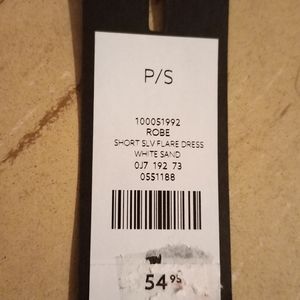 P/S
100051992
ROBE
SHORT SLV FLARE DRESS
WHITE SAND
0J7 192 73
0551188
54 95